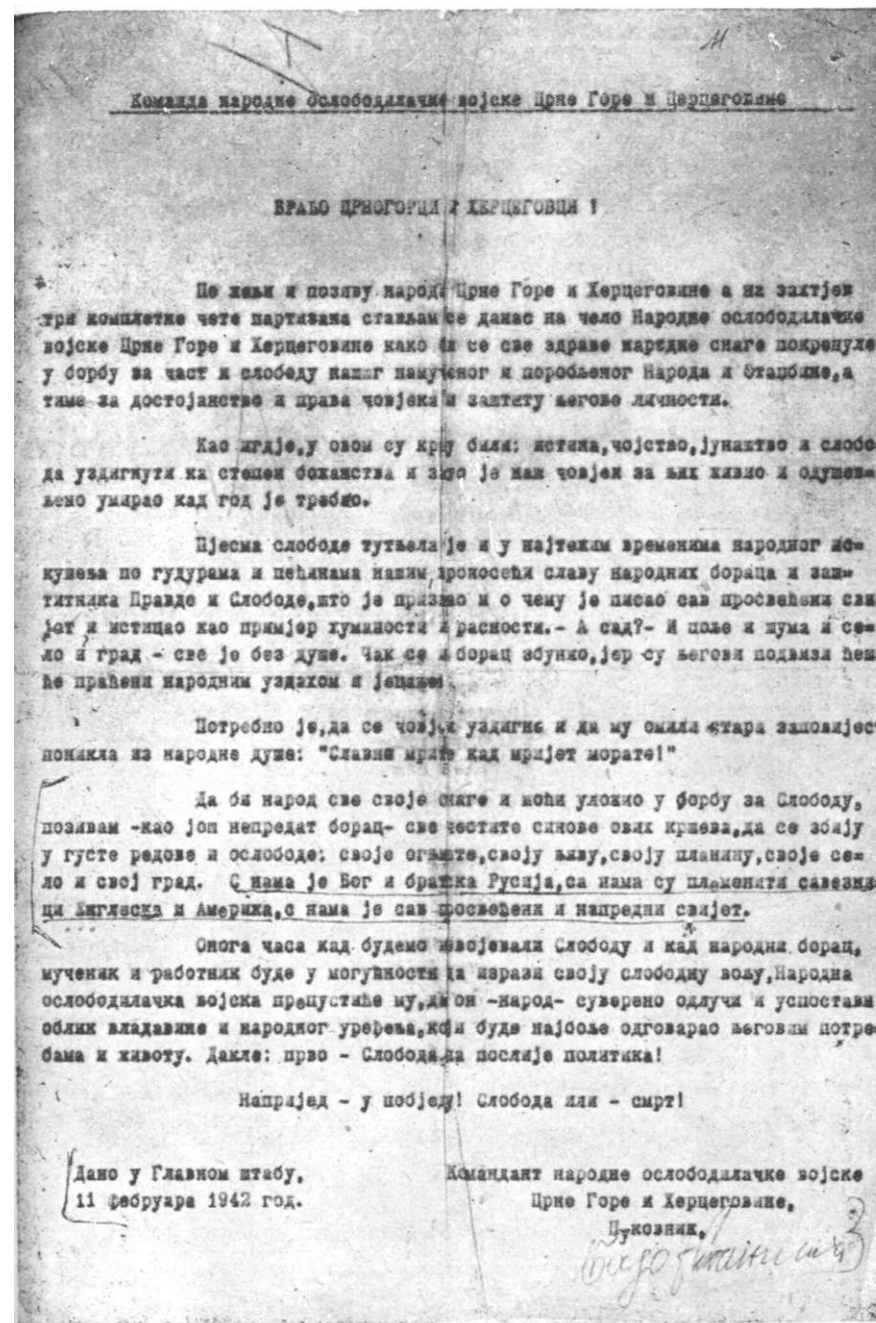 Команда народне ослободилачке војске Црне Горе и Церцеговине
БРАЋО ЦРНОГОРЦИ И ХЕРЦЕГОВЦИ !
По жељи и позиву народа Црне Горе и Херцеговине а на захтјев
три комплетне чете партизана стављам се данас на чело Народне ослободилачке
војске Црне Горе и Херцеговине како би се све здраве народне снаге покренуле
у борбу за част и слободу нашег намученог и поробљеног Народа и Отаџбине,а
тиме за достојанство и права човјека и заштиту његове личности.
Као нигдје,у овом су кршу били: истина,чојство,јунаштво и слобо-
да уздигнути на степен божанства и зато је наш човјек за њих живио и одушев-
љено умирао кад год је требло.
Пјесма слободе тутњела је и у најтежим временима народног ис-
кушења по гудурама и пећинама нашим,проносећи славу народних бораца и заш-
титника Правде и Слободе,што је признао и о чему је писао сав просвећени сви
јет и истицао као примјер хуманости и расности.- А сад?- И поље и шума и се-
ло и град - све је без душе. Чак се и борац збунио,јер су његови подвизи
ће праћени народним уздахом и јецањем.
Потребно је,да се човјек уздигне и да му омили стара заповијест
поникла из народне душе: "Славно мрите кад мријет морате!"
Да би народ све своје снаге и моћи уложио у борбу за Слободу,
позивам -као још непредат борац- све честите синове ових кршева,да се збију
у густе редове и ослободе: своје огњиште,своју њиву,своју планину,своје се-
ло и свој град. С нама је Бог и братска Русија,са нама су племенити савезни
ци Енглеска и Америка,с нама је сав просвећени и напредни свијет.
Онога часа кад будемо извојевали Слободу и кад народни борац,
мученик и работник буде у могућности да изрази своју слободну вољу,Народна
ослободилачка војска препустиће му,да он -народ- суверено одлучи и успостави
облик владавине и народног уређења,који буде најбоље одговарао његовим потре
бама и животу. Дакле: прво - Слобода,па послије политика!
Напријед - у побједу! Слобода или - смрт!
Дано у Главном штабу,
11 фебруара 1942 год.
Командант народне ослободилачке војске
Црне Горе и Херцеговине,
Пуковник,